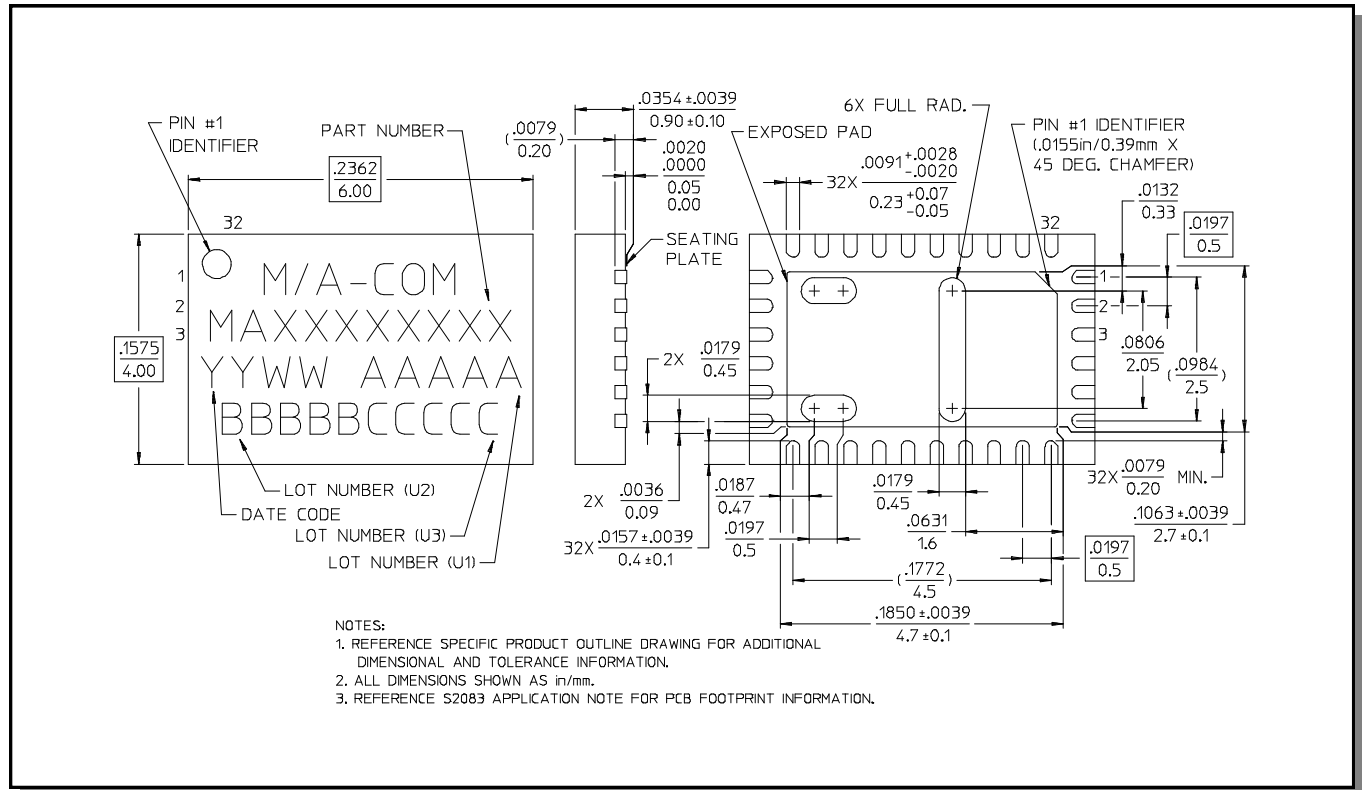 PIN #1
IDENTIFIER
PART NUMBER
.2362
6.00
32
1
2
3
.1575
4.00
M/A-COM
MAXXXXXXXXX
YYWW AAAAA
BBBBBCCCCC
LOT NUMBER (U2)
DATE CODE
LOT NUMBER (U3)
LOT NUMBER (U1)
.0354 ±.0039
0.90 ±0.10
(.0079)
0.20
.0020
.0000
0.05
0.00
SEATING
PLATE
EXPOSED PAD
6X FULL RAD.
32X .0091 +.0028 -.0020
0.23 +0.07 -0.05
PIN #1 IDENTIFIER
(.0155in/0.39mm X
45 DEG. CHAMFER)
32
.0132
0.33
.0197
0.5
1
2
3
.0806
2.05
(.0984)
2.5
2X .0179
0.45
2X .0036
0.09
32X .0157 ±.0039
0.4 ±0.1
.0187
0.47
.0197
0.5
.0179
0.45
.0631
1.6
32X .0079 MIN.
0.20
.1063 ±.0039
2.7 ±0.1
.0197
0.5
(.1772)
4.5
.1850 ±.0039
4.7 ±0.1
NOTES:
1. REFERENCE SPECIFIC PRODUCT OUTLINE DRAWING FOR ADDITIONAL
DIMENSIONAL AND TOLERANCE INFORMATION.
2. ALL DIMENSIONS SHOWN AS in/mm.
3. REFERENCE S2083 APPLICATION NOTE FOR PCB FOOTPRINT INFORMATION.